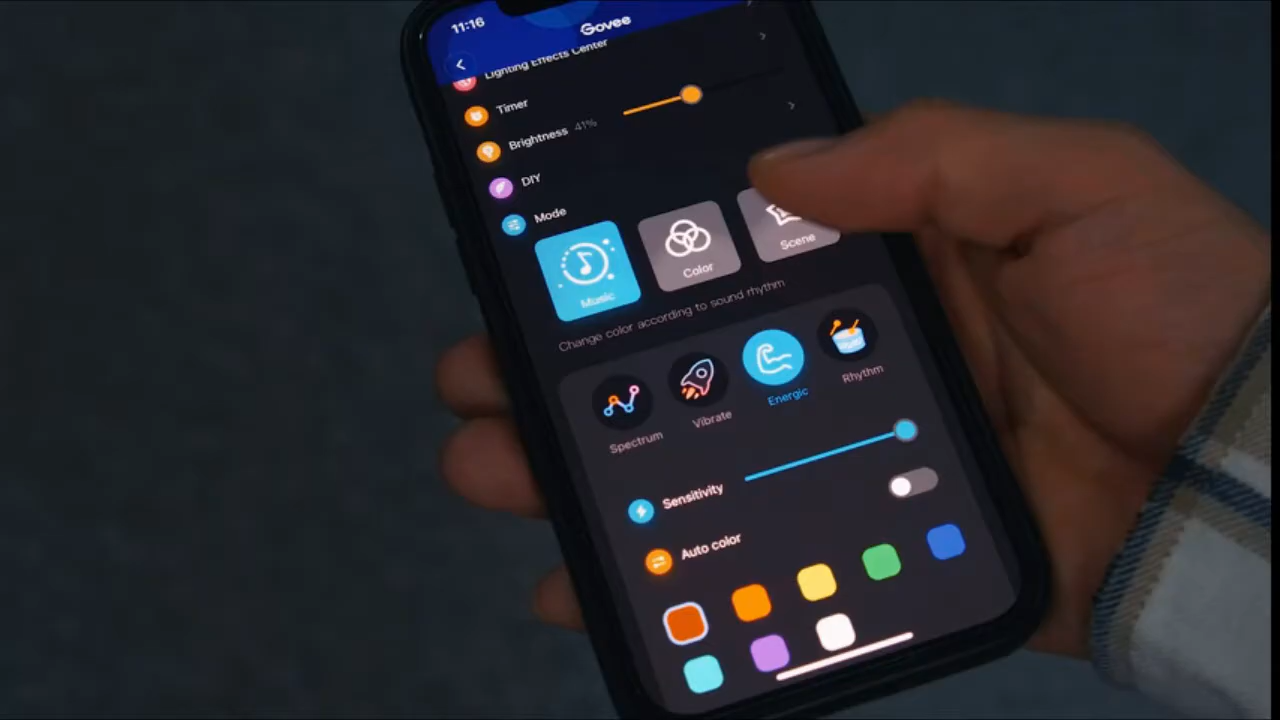 11:16
Govee
Lighting Effects Center
Timer
Brightness 41%
DIY
Mode
Music
Color
Scene
Change color according to sound rhythm
Spectrum
Vibrate
Energic
Rhythm
Sensitivity
Auto color